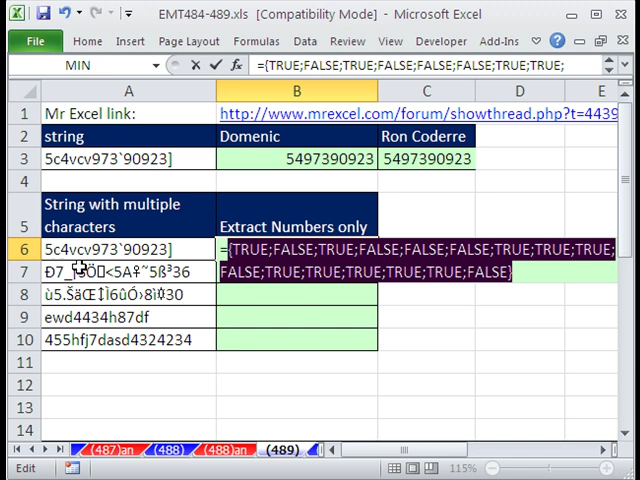 EMT484-489.xls [Compatibility Mode] - Microsoft Excel
File Home Insert Page Layout Formulas Data Review View Developer Add-Ins
MIN fx ={TRUE;FALSE;TRUE;FALSE;FALSE;FALSE;TRUE;TRUE;
A B C D E
1 Mr Excel link: http://www.mrexcel.com/forum/showthread.php?t=4439
2 string Domenic Ron Coderre
3 5c4vcv973`90923] 5497390923 5497390923
4
String with multiple
5 characters Extract Numbers only
6 5c4vcv973`90923] ={TRUE;FALSE;TRUE;FALSE;FALSE;FALSE;TRUE;TRUE;TRUE;
7 FALSE;TRUE;TRUE;TRUE;TRUE;TRUE;FALSE}
8
9 ewd4434h87df
10 455hfj7dasd4324234
11
12
13
14
(487)an (488) (488)an (489)
Edit 115%